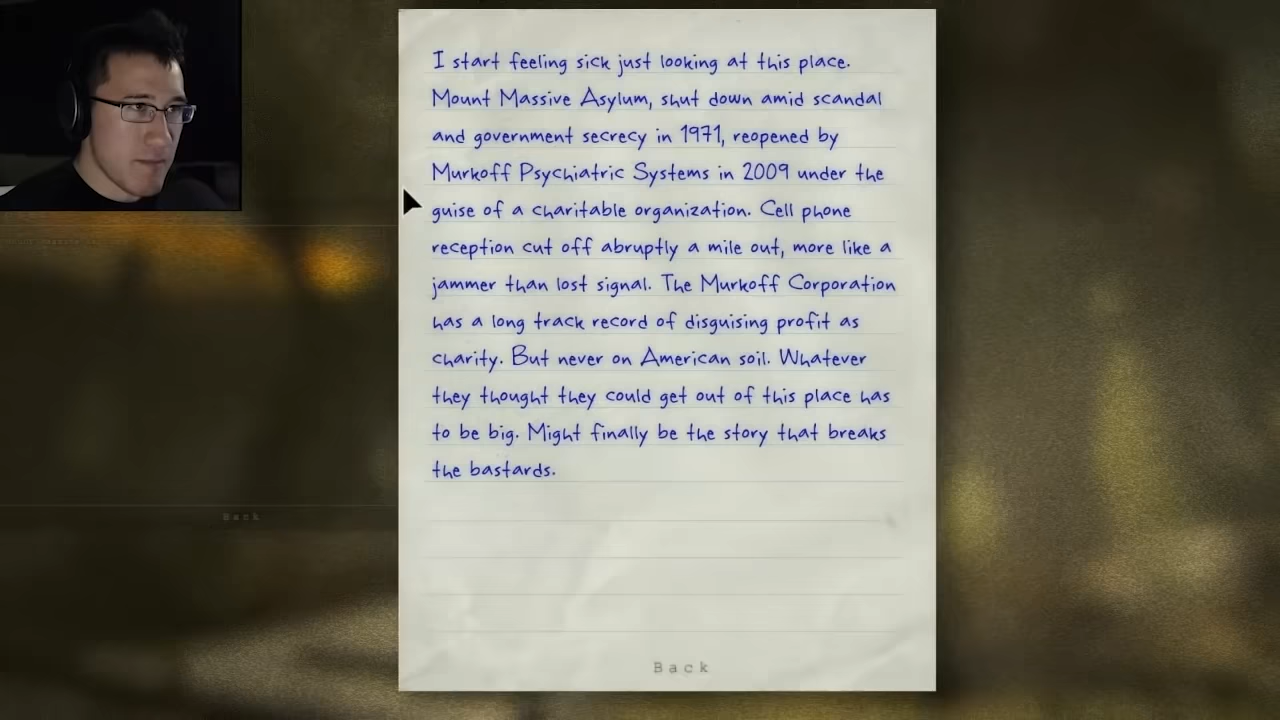 I start feeling sick just looking at this place.
Mount Massive Asylum, shut down amid scandal
and government secrecy in 1971, reopened by
Murkoff Psychiatric Systems in 2009 under the
guise of a charitable organization. Cell phone
reception cut off abruptly a mile out, more like a
jammer than lost signal. The Murkoff Corporation
has a long track record of disguising profit as
charity. But never on American soil. Whatever
they thought they could get out of this place has
to be big. Might finally be the story that breaks
the bastards.
Back
Back